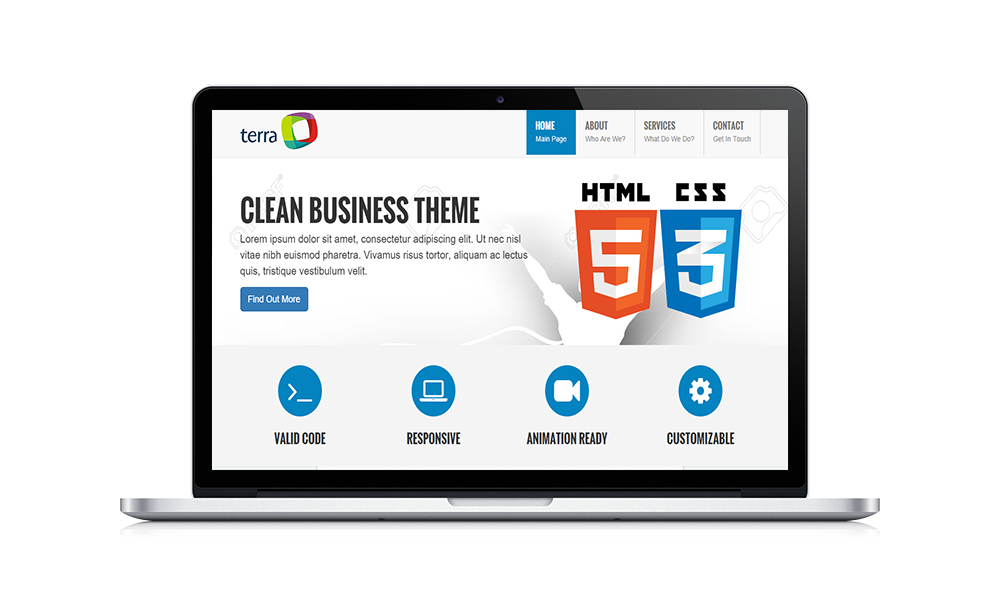 terra
HOME
Main Page
ABOUT
Who Are We?
SERVICES
What Do We Do?
CONTACT
Get In Touch
CLEAN BUSINESS THEME
Lorem ipsum dolor sit amet, consectetur adipiscing elit. Ut nec nisl
vitae nibh euismod pharetra. Vivamus risus tortor, aliquam ac lectus
quis, tristique vestibulum velit.
Find Out More
HTML
5
CSS
3
VALID CODE
RESPONSIVE
ANIMATION READY
CUSTOMIZABLE